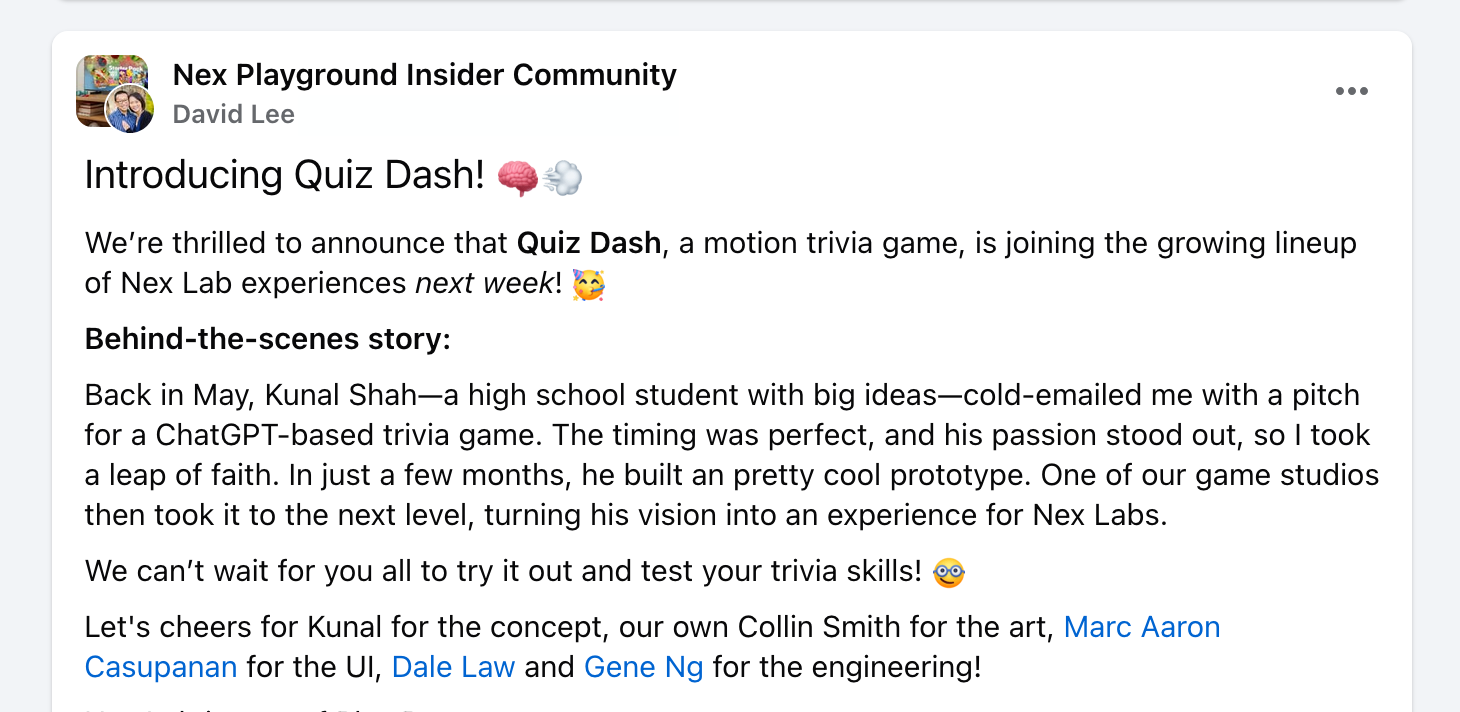 Nex Playground Insider Community
David Lee
Introducing Quiz Dash! 🧠💨
We’re thrilled to announce that Quiz Dash, a motion trivia game, is joining the growing lineup
of Nex Lab experiences next week! 🥳
Behind-the-scenes story:
Back in May, Kunal Shah—a high school student with big ideas—cold-emailed me with a pitch
for a ChatGPT-based trivia game. The timing was perfect, and his passion stood out, so I took
a leap of faith. In just a few months, he built an pretty cool prototype. One of our game studios
then took it to the next level, turning his vision into an experience for Nex Labs.
We can’t wait for you all to try it out and test your trivia skills! 🤓
Let's cheers for Kunal for the concept, our own Collin Smith for the art, Marc Aaron
Casupanan for the UI, Dale Law and Gene Ng for the engineering!